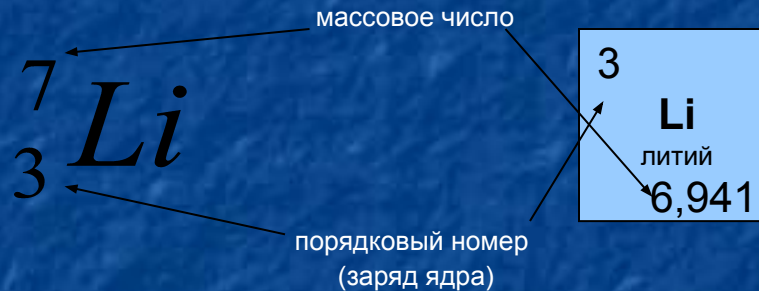 массовое число
7
3 Li
3
Li
литий
6,941
порядковый номер
(заряд ядра)